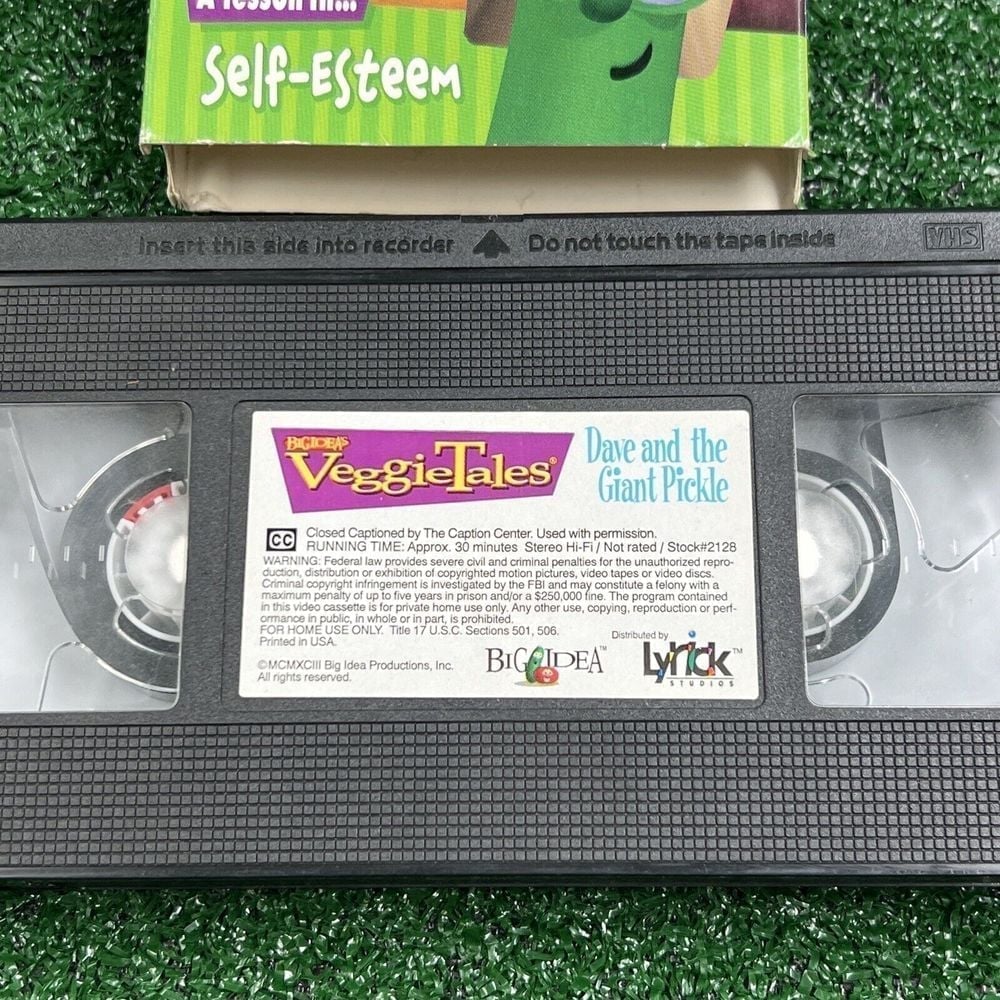 A lesson in...
Self-Esteem
Insert this side into recorder Do not touch the tape inside VHS
BIG IDEA'S
VeggieTales®
Dave and the
Giant Pickle
CC Closed Captioned by The Caption Center. Used with permission.
RUNNING TIME: Approx. 30 minutes Stereo Hi-Fi / Not rated / Stock#2128
WARNING: Federal law provides severe civil and criminal penalties for the unauthorized repro-
duction, distribution or exhibition of copyrighted motion pictures, video tapes or video discs.
Criminal copyright infringement is investigated by the FBI and may constitute a felony with a
maximum penalty of up to five years in prison and/or a $250,000 fine. The program contained
in this video cassette is for private home use only. Any other use, copying, reproduction or perf-
ormance in public, in whole or in part, is prohibited.
FOR HOME USE ONLY. Title 17 U.S.C. Sections 501, 506.
Printed in USA.
©MCMXCIII Big Idea Productions, Inc.
All rights reserved.
BIG IDEA™
Distributed by
Lyrick™
STUDIOS